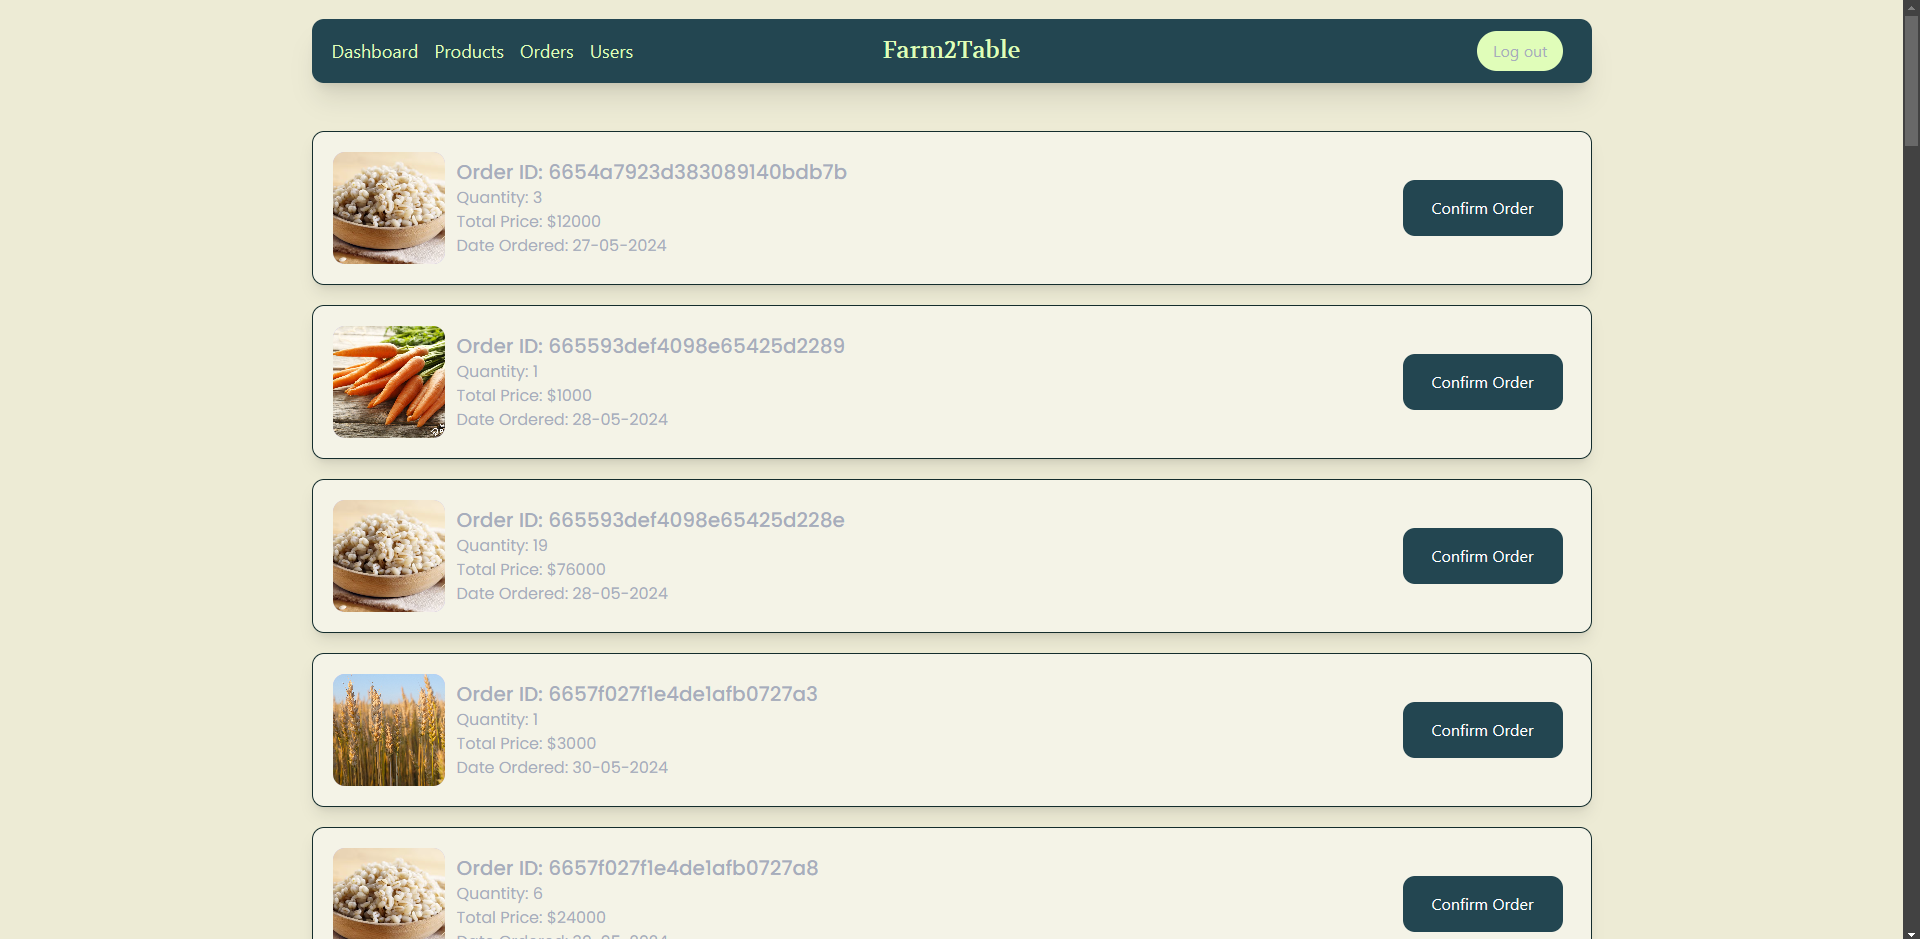 Dashboard Products Orders Users Farm2Table Log out
Order ID: 6654a7923d383089140bdb7b
Quantity: 3
Total Price: $12000
Date Ordered: 27-05-2024
Confirm Order
Order ID: 665593def4098e65425d2289
Quantity: 1
Total Price: $1000
Date Ordered: 28-05-2024
Confirm Order
Order ID: 665593def4098e65425d228e
Quantity: 19
Total Price: $76000
Date Ordered: 28-05-2024
Confirm Order
Order ID: 6657f027f1e4de1afb0727a3
Quantity: 1
Total Price: $3000
Date Ordered: 30-05-2024
Confirm Order
Order ID: 6657f027f1e4de1afb0727a8
Quantity: 6
Total Price: $24000
Confirm Order